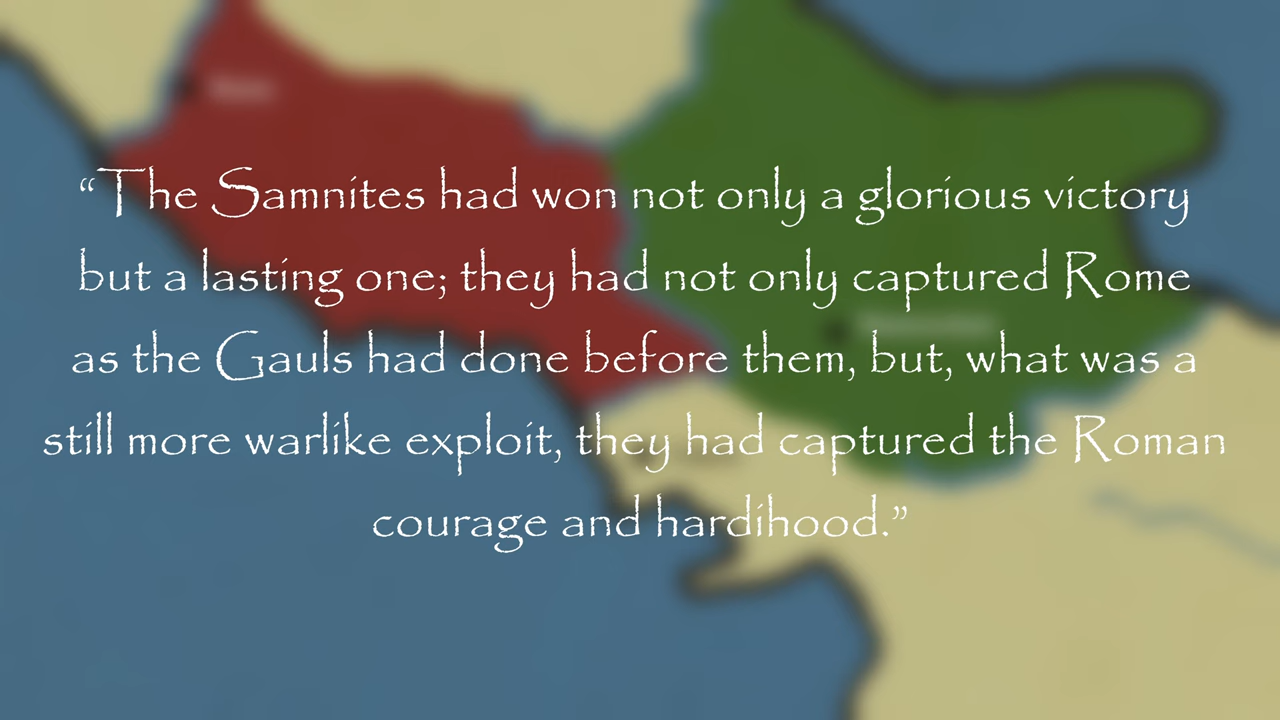 “The Samnites had won not only a glorious victory
but a lasting one; they had not only captured Rome
as the Gauls had done before them, but, what was a
still more warlike exploit, they had captured the Roman
courage and hardihood.”